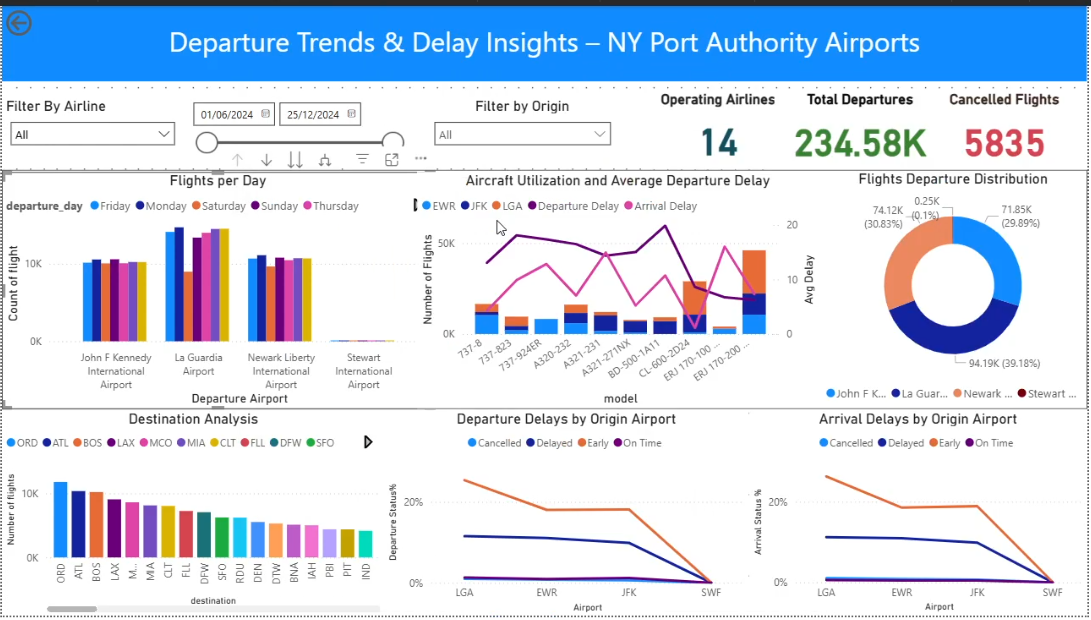 Departure Trends & Delay Insights – NY Port Authority Airports
Filter By Airline
All
01/06/2024
25/12/2024
Filter by Origin
All
Operating Airlines
14
Total Departures
234.58K
Cancelled Flights
5835
Flights per Day
departure_day Friday Monday Saturday Sunday Thursday
Count of flight
10K
0K
John F Kennedy International Airport
La Guardia Airport
Newark Liberty International Airport
Stewart International Airport
Departure Airport
Aircraft Utilization and Average Departure Delay
EWR JFK LGA Departure Delay Arrival Delay
Number of Flights
50K
0K
Avg Delay
20
10
0
737-8
737-823
737-924ER
A320-232
A321-231
A321-271NX
BD-500-1A11
CL-600-2D24
ERJ 170-100 ...
ERJ 170-200 ...
model
Flights Departure Distribution
0.25K
(0.1%)
74.12K
(30.83%)
71.85K
(29.89%)
94.19K (39.18%)
John F K... La Guar... Newark ... Stewart ...
Destination Analysis
ORD ATL BOS LAX MCO MIA CLT FLL DFW SFO
Number of flights
10K
0K
ORD
ATL
BOS
LAX
M...
MIA
CLT
FLL
DFW
SFO
RDU
DEN
DTW
BNA
IAH
PBI
PIT
IND
destination
Departure Delays by Origin Airport
Cancelled Delayed Early On Time
Departure Status%
20%
0%
LGA EWR JFK SWF
Airport
Arrival Delays by Origin Airport
Cancelled Delayed Early On Time
Arrival Status %
20%
0%
LGA EWR JFK SWF
Airport